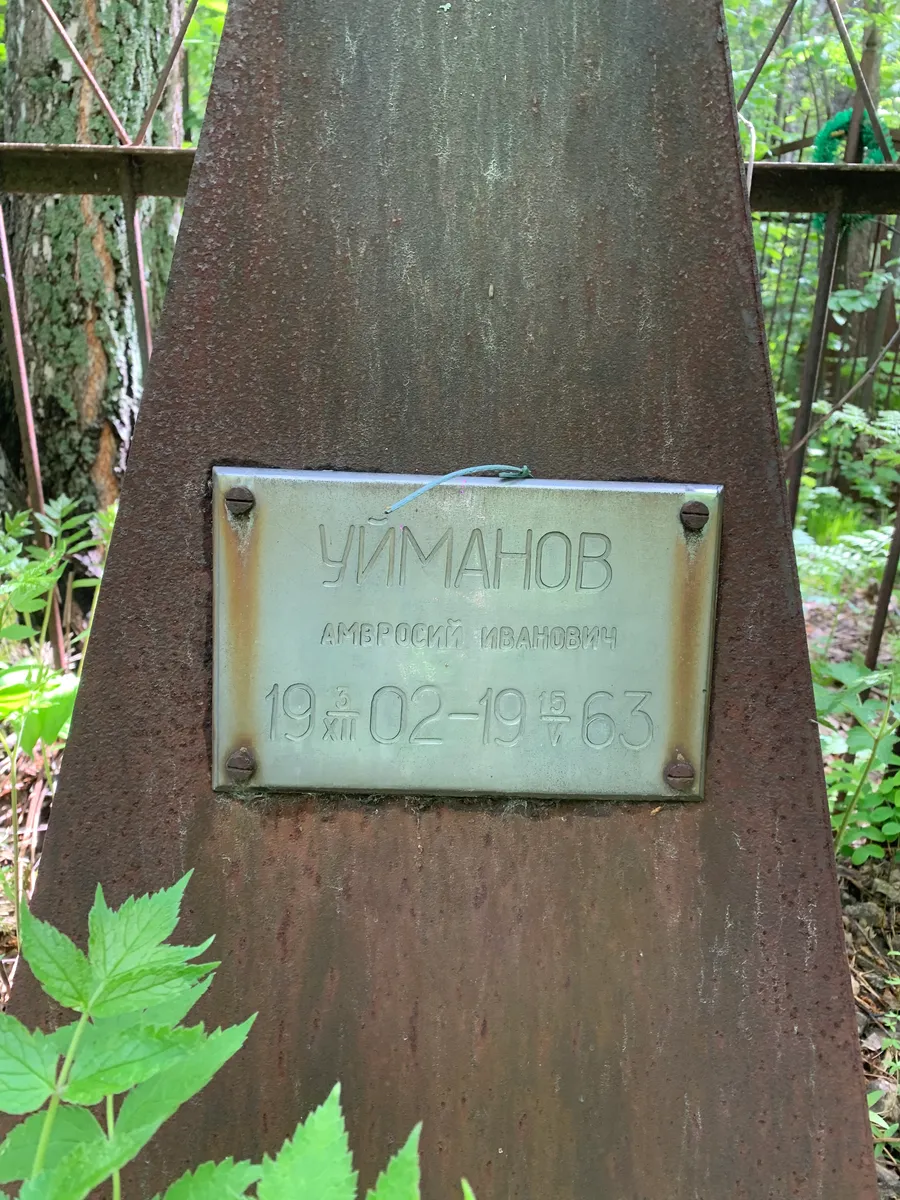 УЙМАНОВ
АМВРОСИЙ ИВАНОВИЧ
19 3/XII 02-19 15/V 63